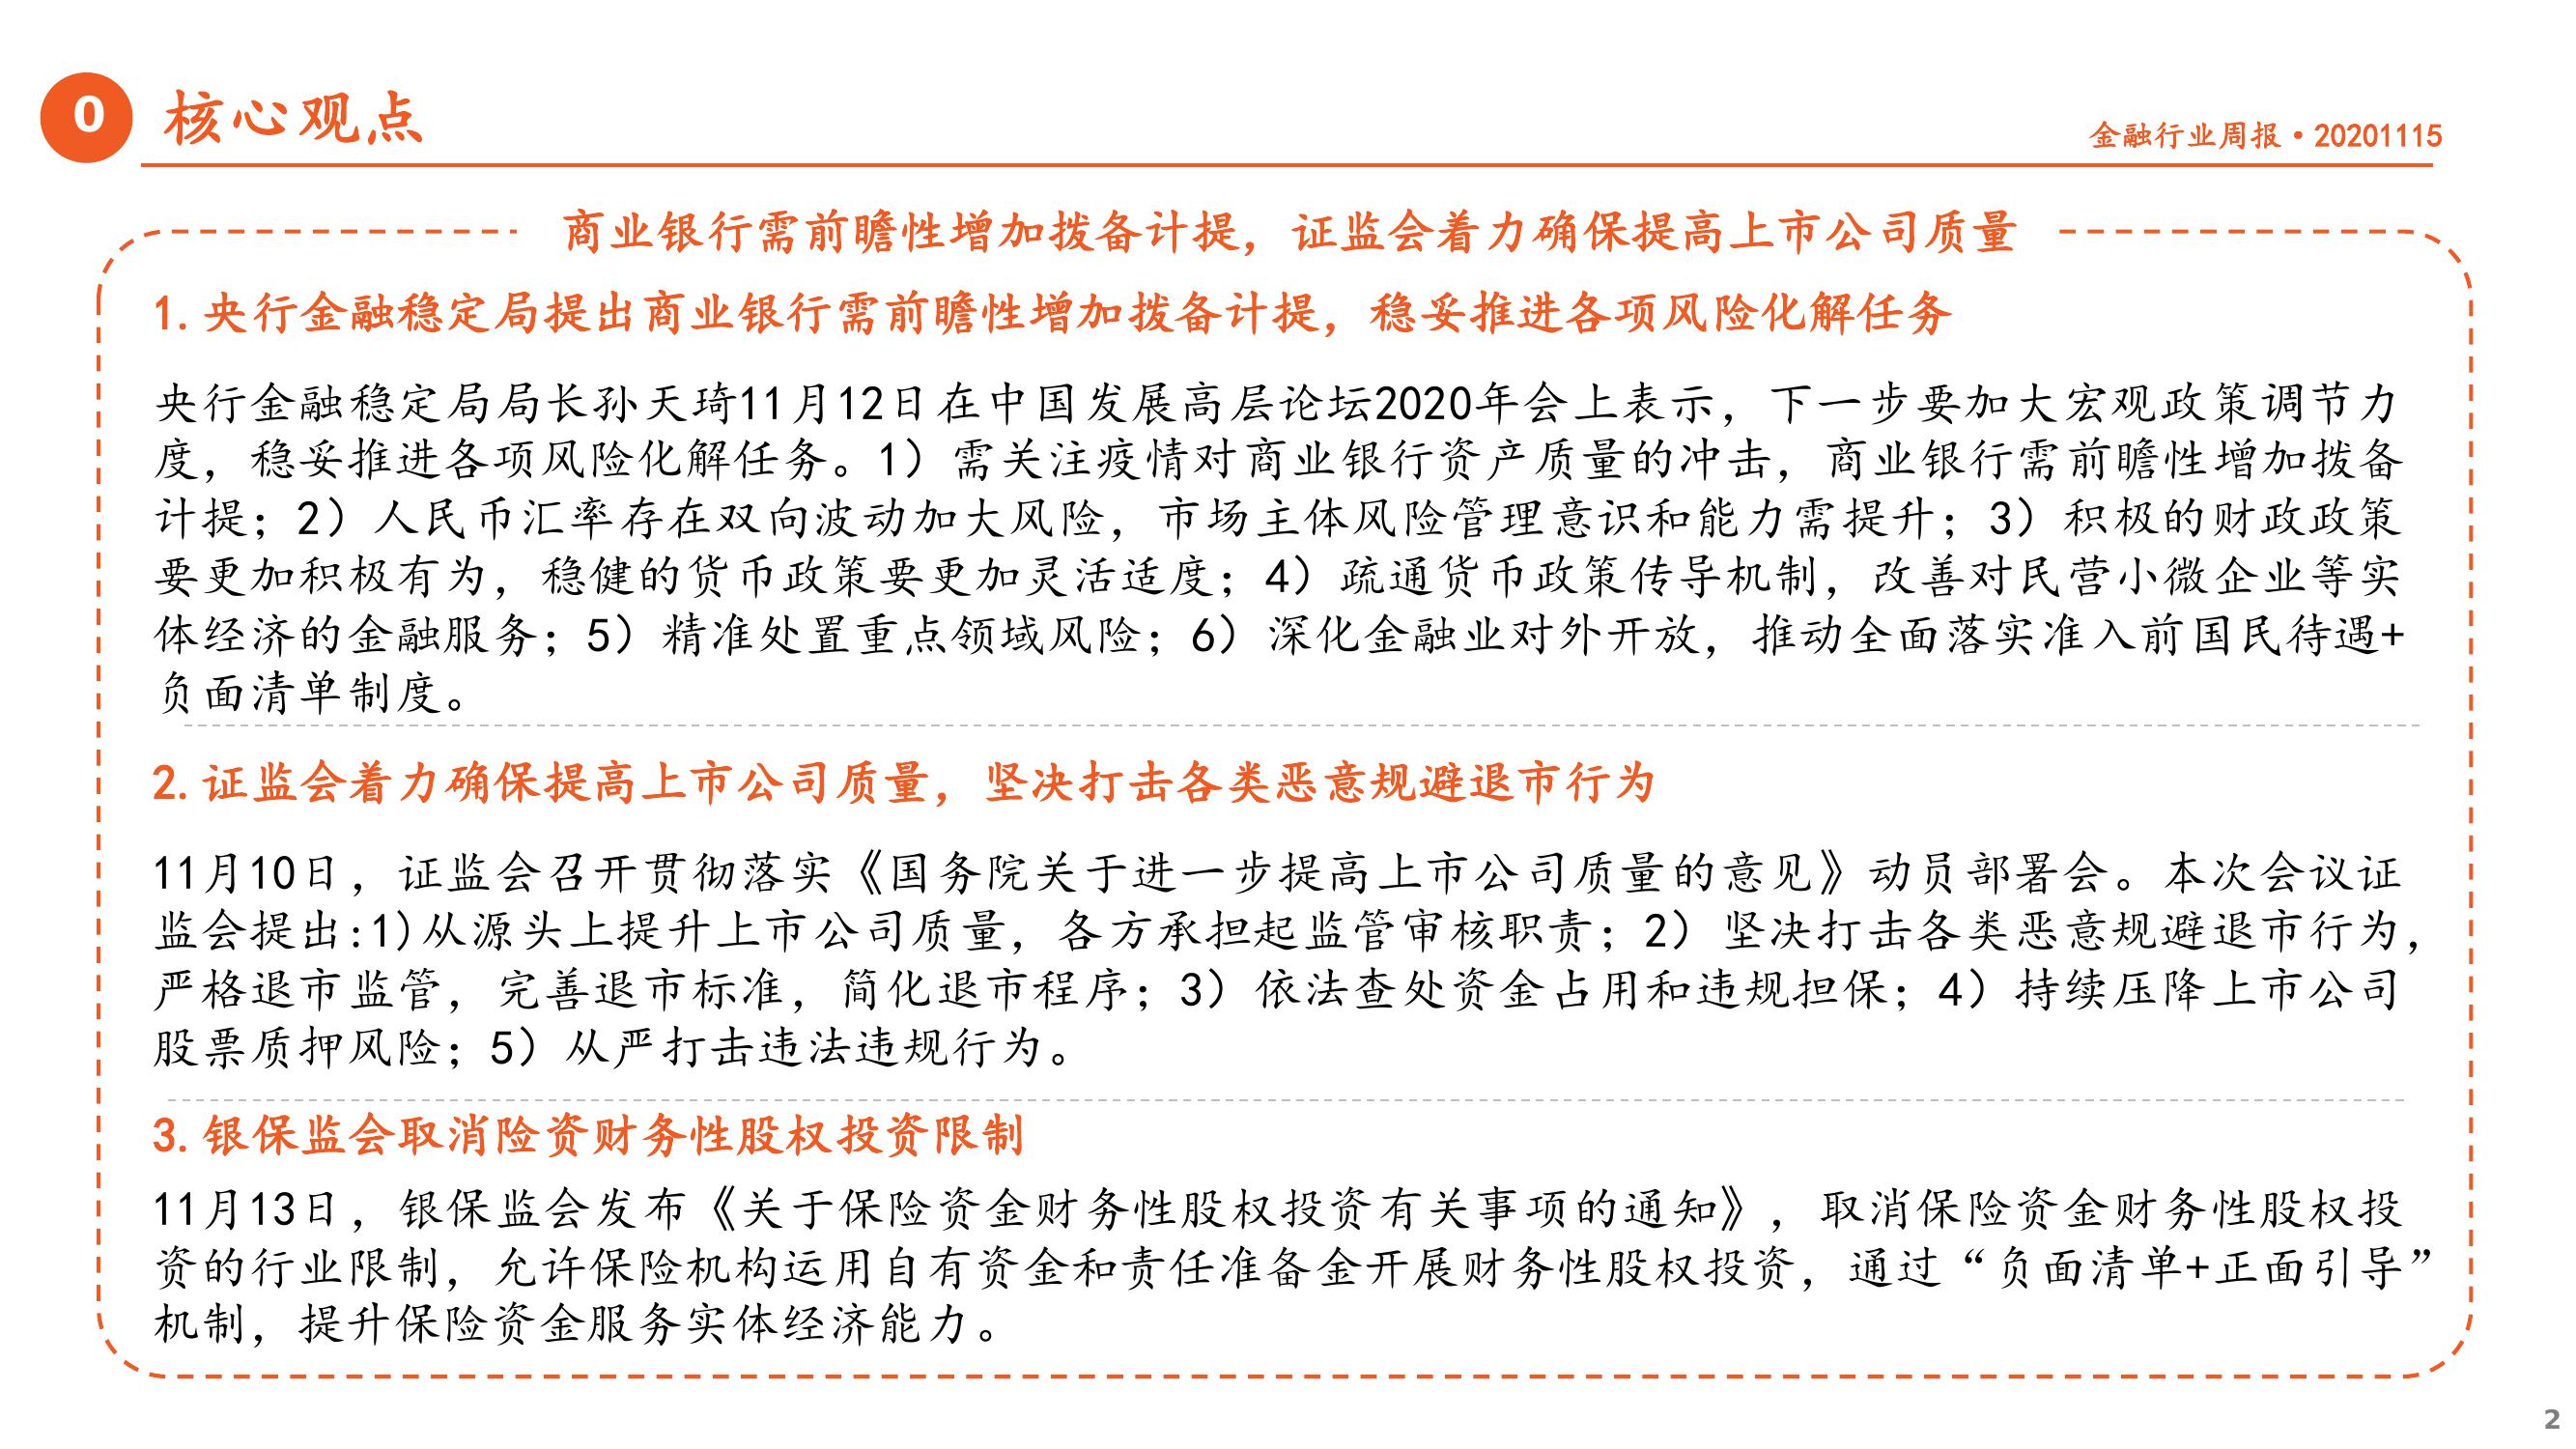 0 核心观点
金融行业周报•20201115
商业银行需前瞻性增加拨备计提，证监会着力确保提高上市公司质量
1. 央行金融稳定局提出商业银行需前瞻性增加拨备计提，稳妥推进各项风险化解任务
央行金融稳定局局长孙天琦11月12日在中国发展高层论坛2020年会上表示，下一步要加大宏观政策调节力
度，稳妥推进各项风险化解任务。1）需关注疫情对商业银行资产质量的冲击，商业银行需前瞻性增加拨备
计提；2）人民币汇率存在双向波动加大风险，市场主体风险管理意识和能力需提升；3）积极的财政政策
要更加积极有为，稳健的货币政策要更加灵活适度；4）疏通货币政策传导机制，改善对民营小微企业等实
体经济的金融服务；5）精准处置重点领域风险；6）深化金融业对外开放，推动全面落实准入前国民待遇+
负面清单制度。
2. 证监会着力确保提高上市公司质量，坚决打击各类恶意规避退市行为
11月10日，证监会召开贯彻落实《国务院关于进一步提高上市公司质量的意见》动员部署会。本次会议证
监会提出:1)从源头上提升上市公司质量，各方承担起监管审核职责；2） 坚决打击各类恶意规避退市行为，
严格退市监管，完善退市标准，简化退市程序；3）依法查处资金占用和违规担保；4）持续压降上市公司
股票质押风险；5）从严打击违法违规行为。
3. 银保监会取消险资财务性股权投资限制
11月13日，银保监会发布《关于保险资金财务性股权投资有关事项的通知》，取消保险资金财务性股权投
资的行业限制，允许保险机构运用自有资金和责任准备金开展财务性股权投资，通过“负面清单+正面引导”
机制，提升保险资金服务实体经济能力。
2